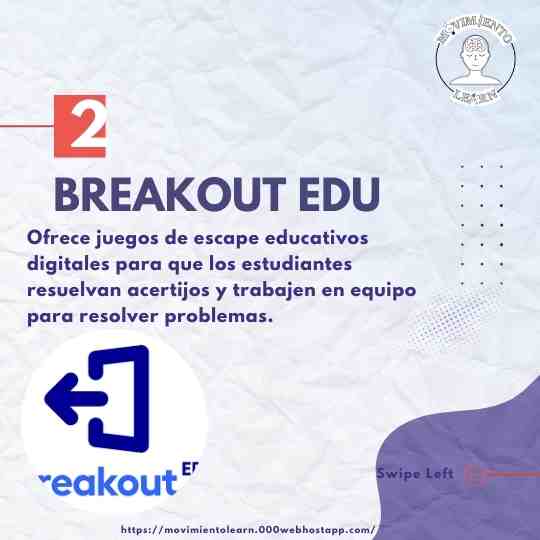 MOVIMIENTO
LEARN
2
BREAKOUT EDU
Ofrece juegos de escape educativos
digitales para que los estudiantes
resuelvan acertijos y trabajen en equipo
para resolver problemas.
reakout
Swipe Left
https://movimientolearn.000webhostapp.com/